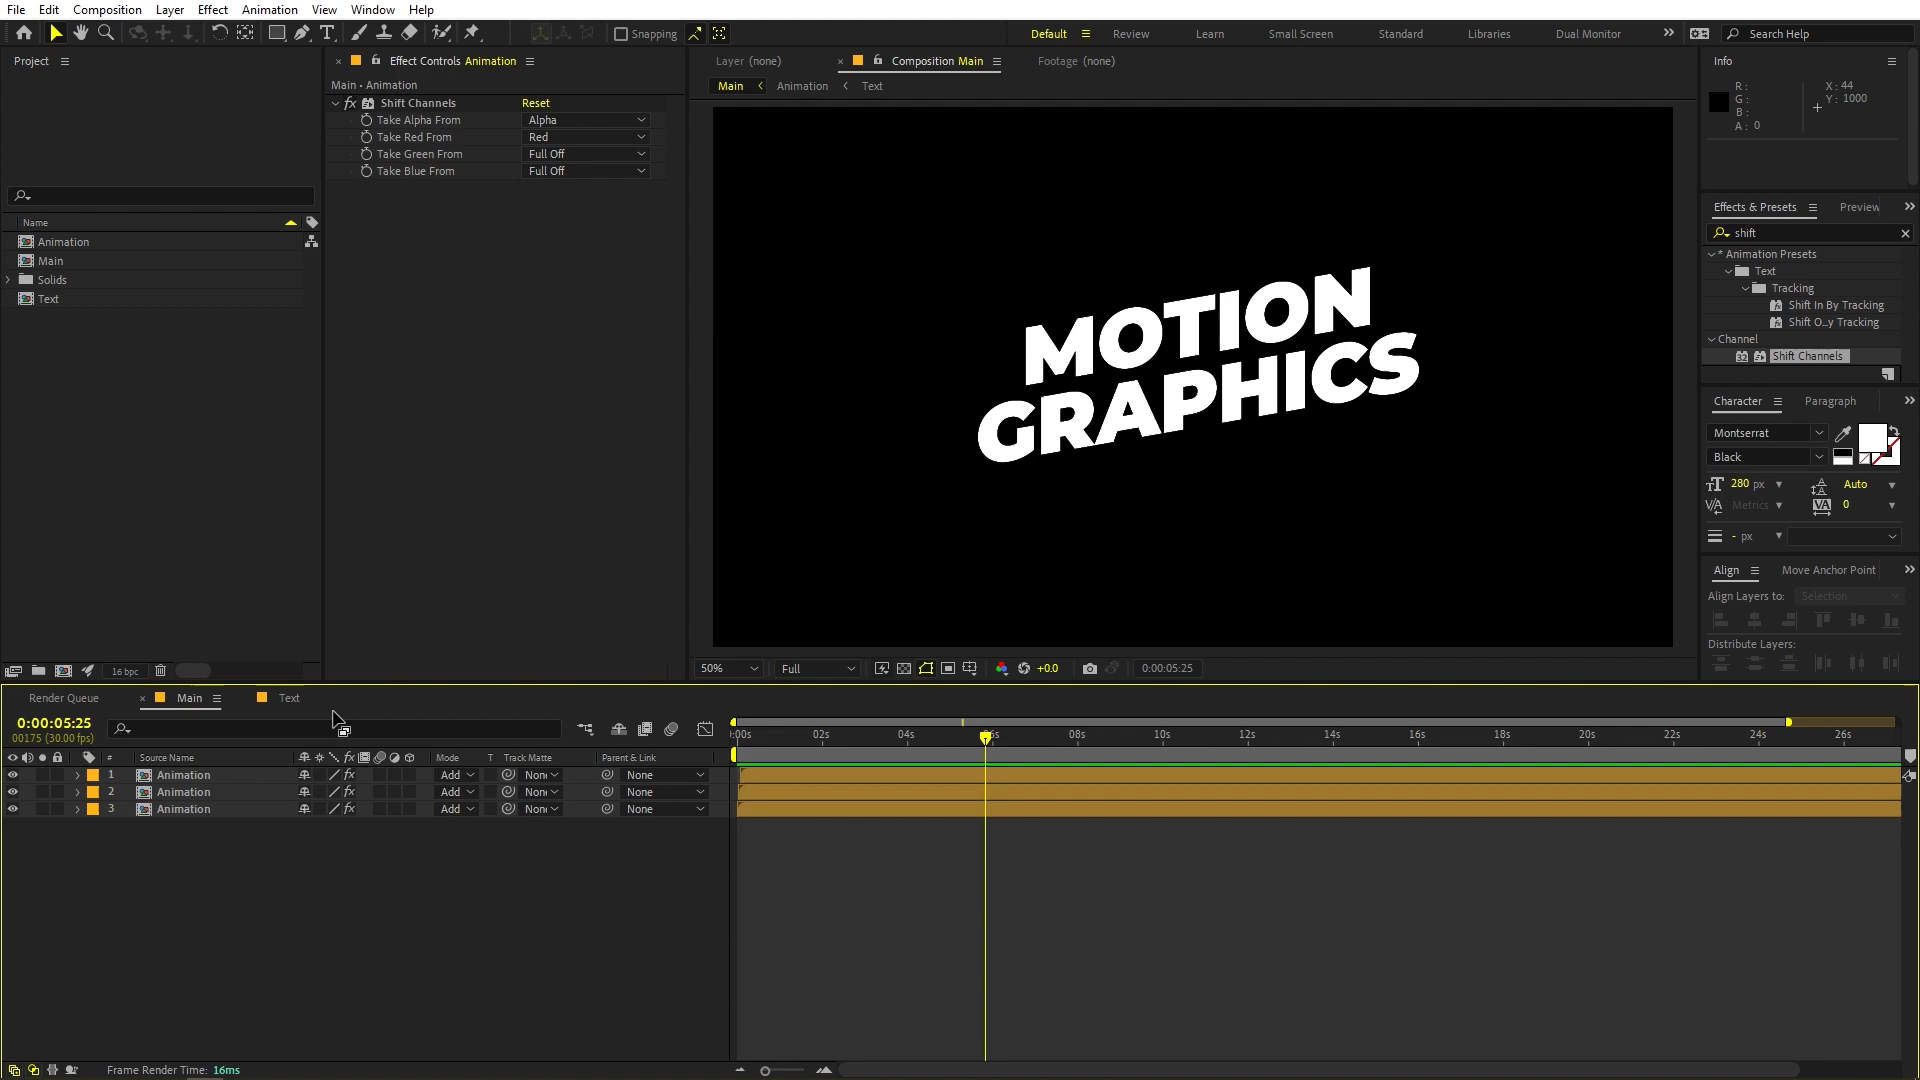 File Edit Composition Layer Effect Animation View Window Help
Snapping
Default Review Learn Small Screen Standard Libraries Dual Monitor Search Help
Project
Effect Controls Animation
Layer (none) Composition Main Footage (none)
Info
Main • Animation
Main Animation Text
Shift Channels Reset
Take Alpha From Alpha
Take Red From Red
Take Green From Full Off
Take Blue From Full Off
R :
G :
B :
A : 0
X : 44
Y : 1000
Name
Animation
Main
Solids
Text
MOTION
GRAPHICS
Effects & Presets Preview
shift
* Animation Presets
Text
Tracking
Shift In By Tracking
Shift O...y Tracking
Channel
32 Shift Channels
Character Paragraph
Montserrat
Black
280 px Auto
Metrics 0
- px
Align Move Anchor Point
Align Layers to: Selection
Distribute Layers:
16 bpc
50% Full +0.0 0:00:05:25
Render Queue Main Text
0:00:05:25
00175 (30.00 fps)
:00s 02s 04s 06s 08s 10s 12s 14s 16s 18s 20s 22s 24s 26s
# Source Name Mode T Track Matte Parent & Link
1 Animation Add None None
2 Animation Add None None
3 Animation Add None None
Frame Render Time: 16ms